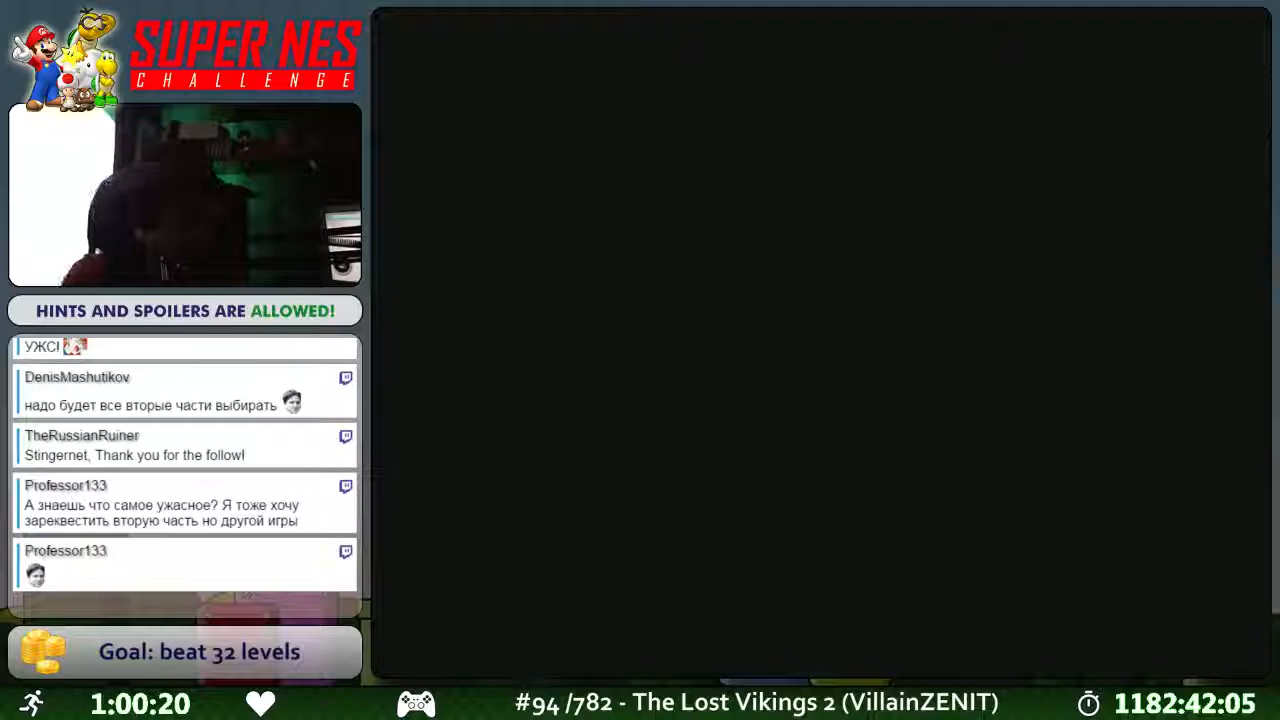 SUPER NES
CHALLENGE
HINTS AND SPOILERS ARE ALLOWED!
УЖС!
DenisMashutikov
надо будет все вторые части выбирать
TheRussianRuiner
Stingernet, Thank you for the follow!
Professor133
А знаешь что самое ужасное? Я тоже хочу
зареквестить вторую часть но другой игры
Professor133
Goal: beat 32 levels
1:00:20
#94 /782 - The Lost Vikings 2 (VillainZENIT)
1182:42:05